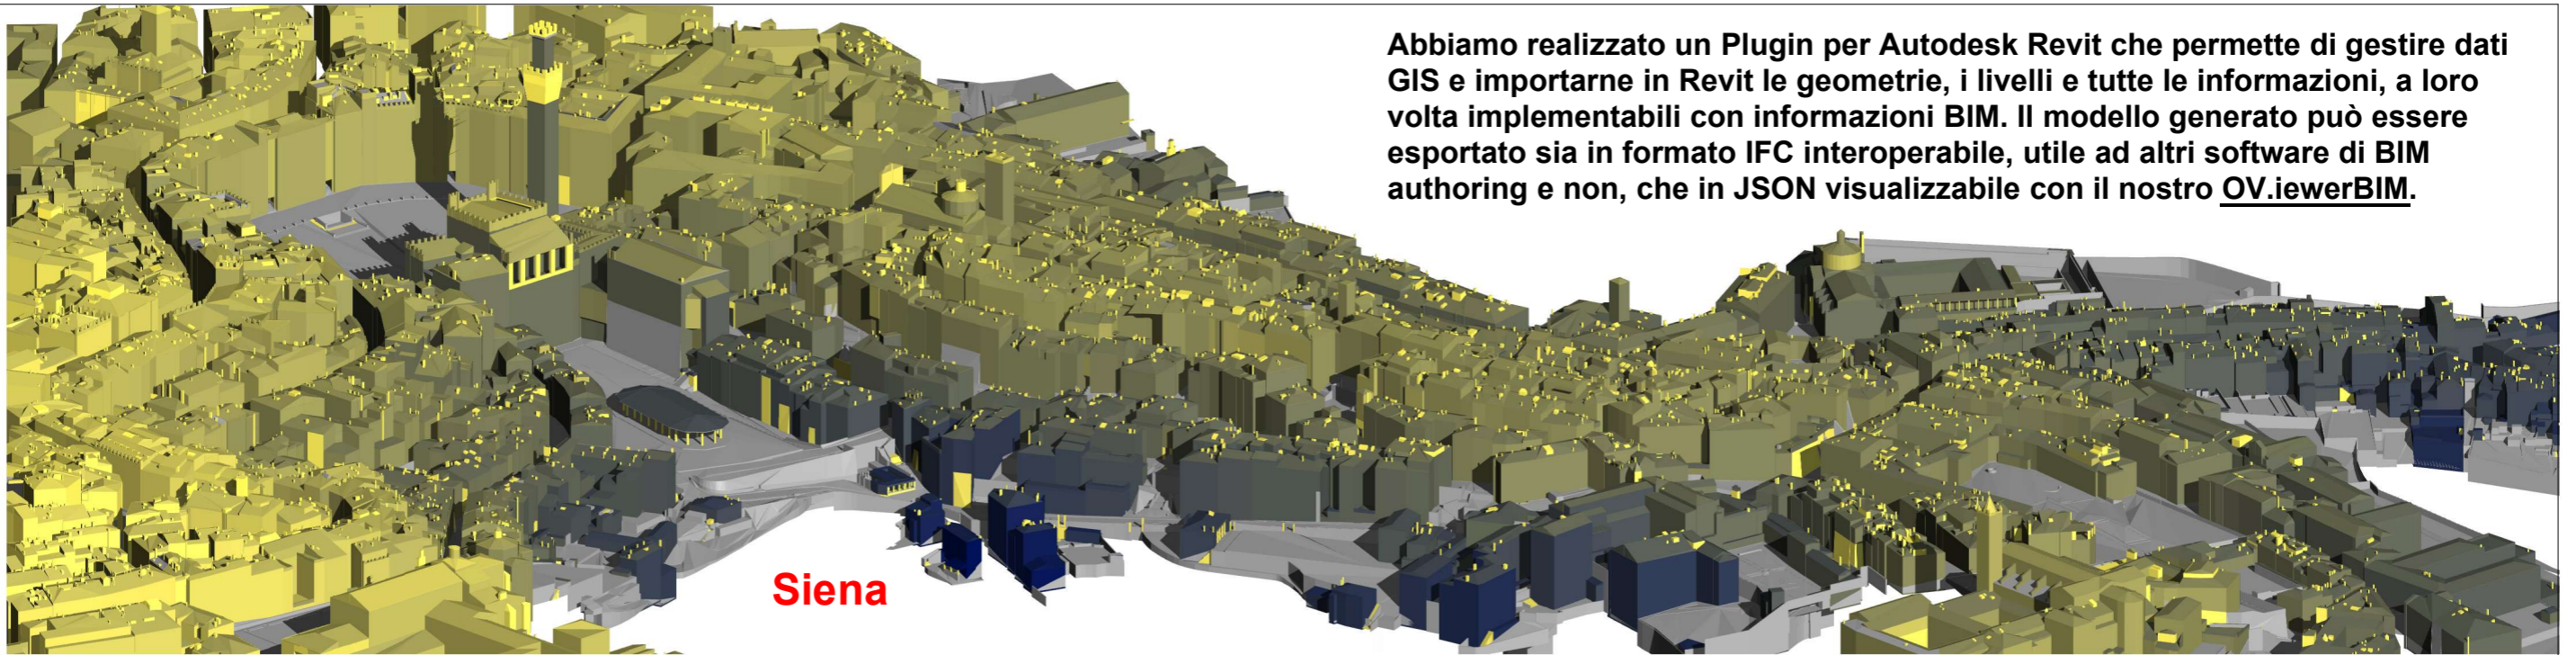 Abbiamo realizzato un Plugin per Autodesk Revit che permette di gestire dati
GIS e importarne in Revit le geometrie, i livelli e tutte le informazioni, a loro
volta implementabili con informazioni BIM. Il modello generato può essere
esportato sia in formato IFC interoperabile, utile ad altri software di BIM
authoring e non, che in JSON visualizzabile con il nostro OV.iewerBIM.
Siena